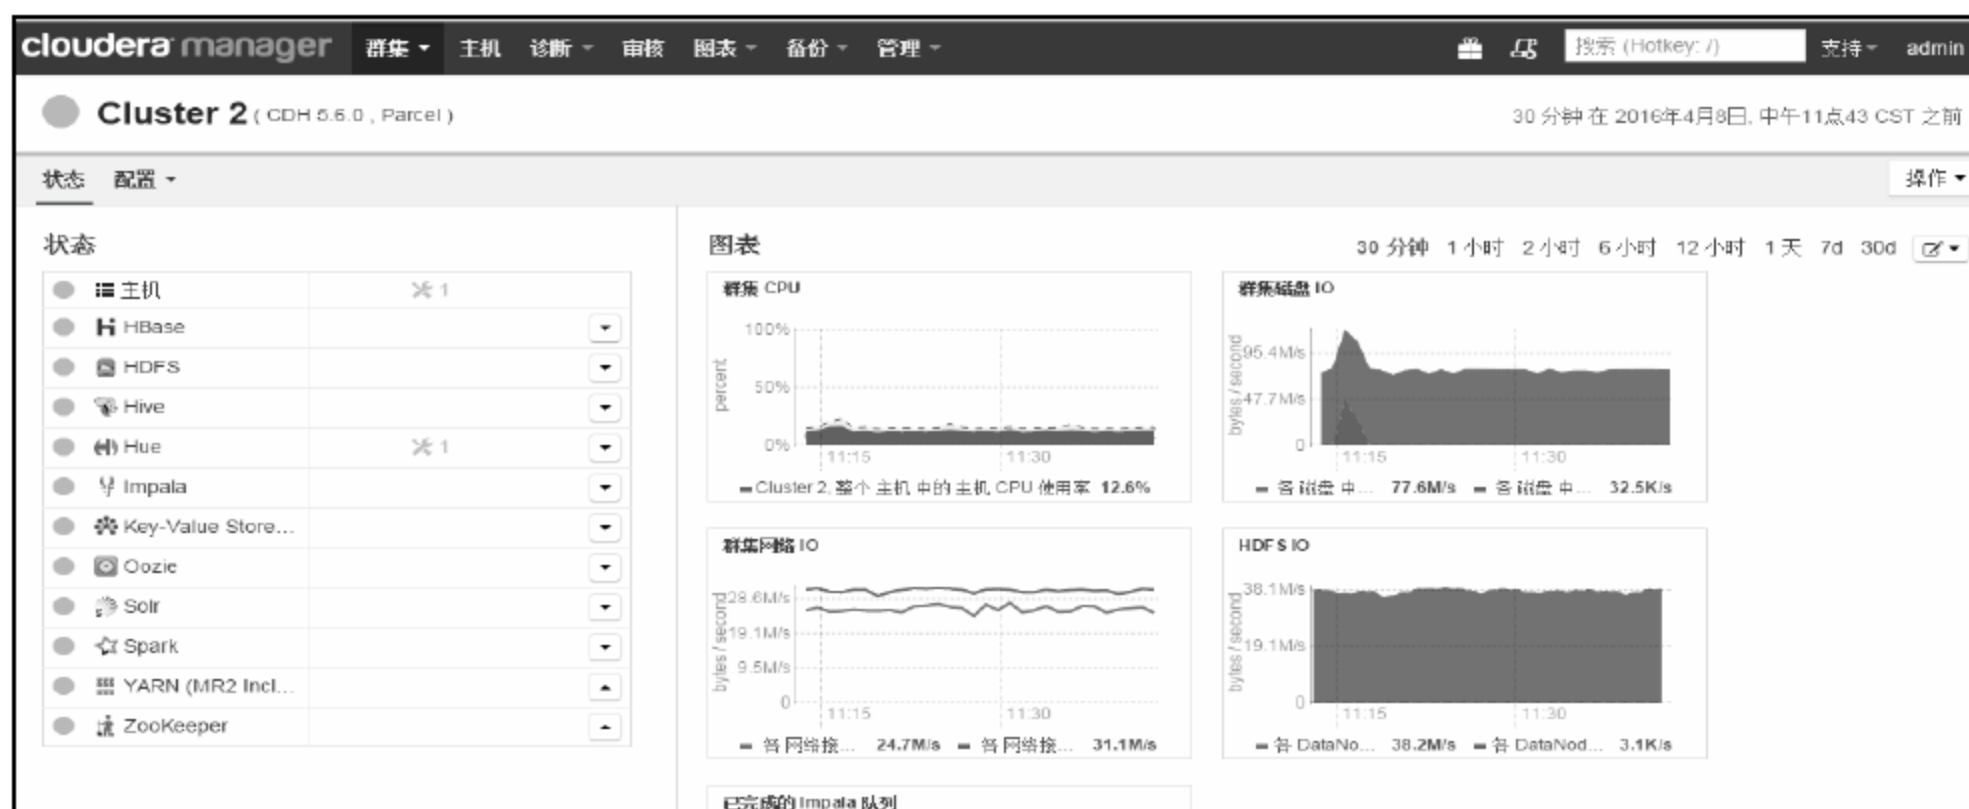 cloudera manager 群集 主机 诊断 审核 图表 备份 管理 搜索 (Hotkey: /) 支持 admin
Cluster 2 ( CDH 5.6.0 , Parcel )
30 分钟 在 2016年4月8日, 中午11点43 CST 之前
状态 配置 操作
状态
主机 1
HBase
HDFS
Hive
Hue 1
Impala
Key-Value Store...
Oozie
Solr
Spark
YARN (MR2 Incl...
ZooKeeper
图表
30 分钟 1 小时 2 小时 6 小时 12 小时 1 天 7d 30d
群集 CPU
percent
100%
50%
0%
11:15 11:30
Cluster 2, 整个 主机 中的 主机 CPU 使用率 12.6%
群集磁盘 IO
bytes / second
95.4M/s
47.7M/s
0
11:15 11:30
各 磁盘 中... 77.6M/s 各 磁盘 中... 32.5K/s
群集网络 IO
bytes / second
28.6M/s
19.1M/s
9.5M/s
0
11:15 11:30
各 网络接... 24.7M/s 各 网络接... 31.1M/s
HDFS IO
bytes / second
38.1M/s
19.1M/s
0
11:15 11:30
各 DataNo... 38.2M/s 各 DataNod... 3.1K/s
已完成的 Impala 队列